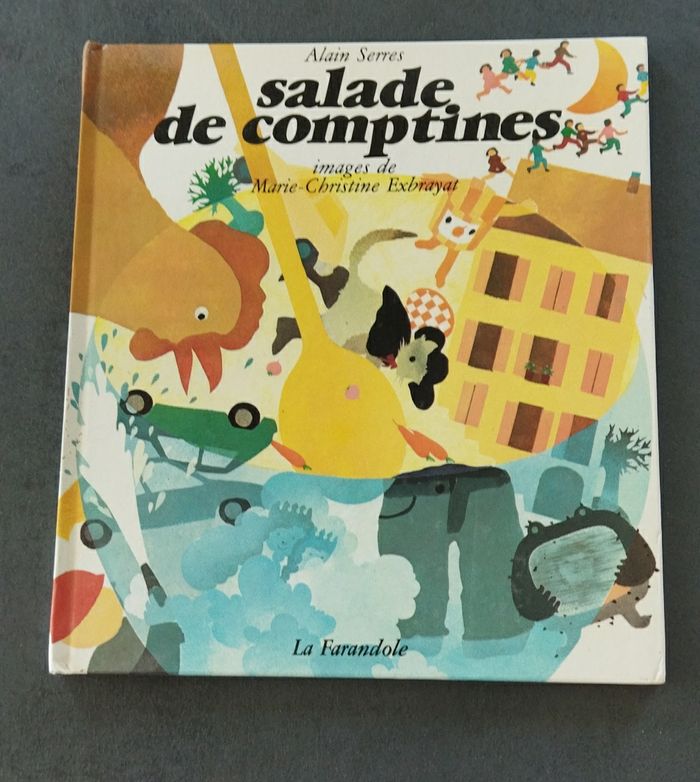 Alain Serres
salade
de comptines
images de
Marie-Christine Exbrayat
La Farandole